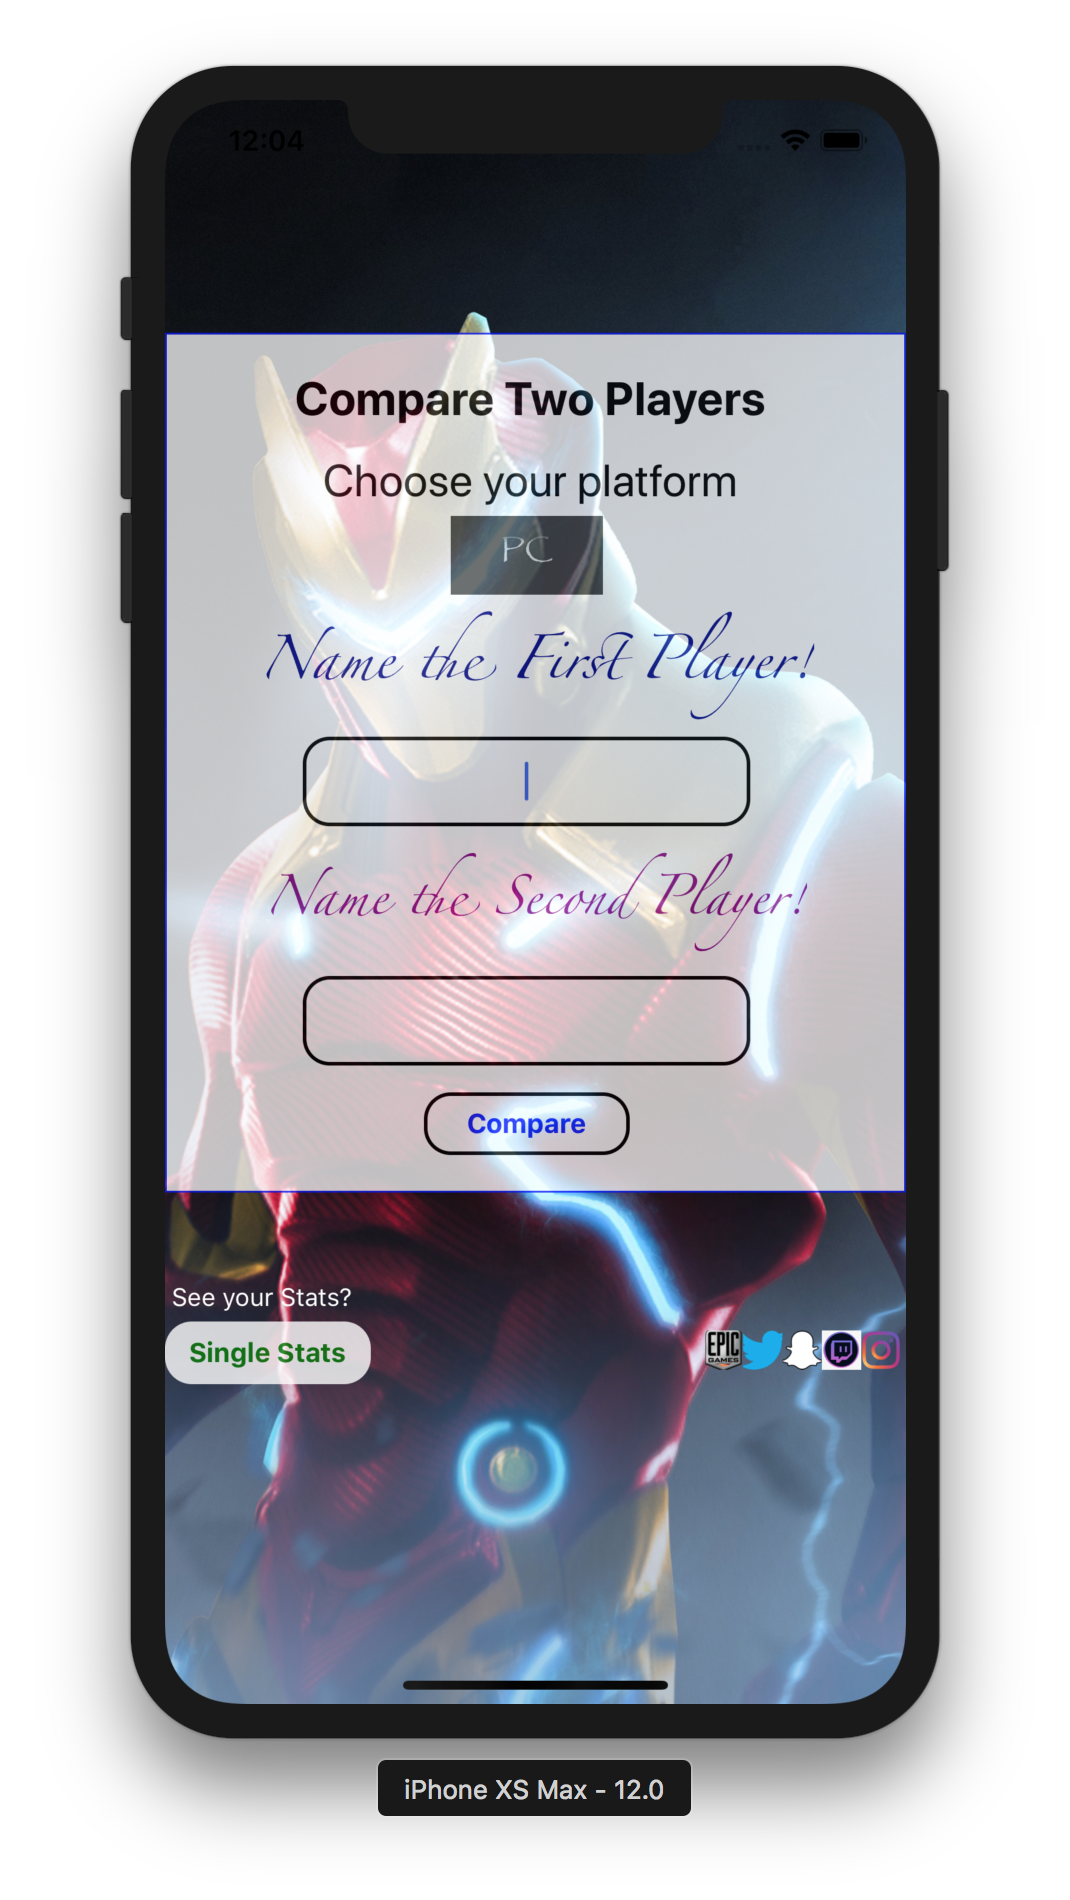 12:04
Compare Two Players
Choose your platform
PC
Name the First Player!
Name the Second Player!
Compare
See your Stats?
Single Stats
EPIC
GAMES
iPhone XS Max - 12.0